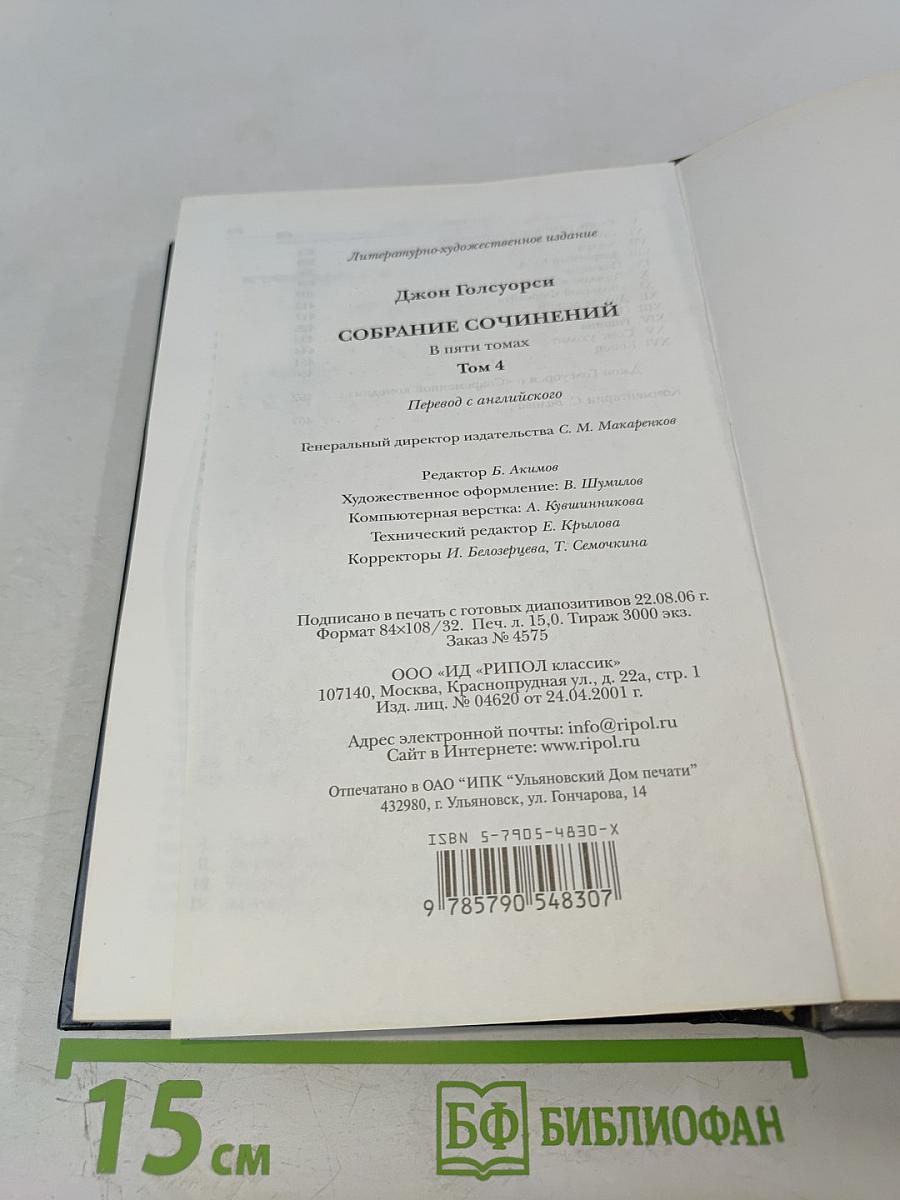 Литературно-художественное издание
Джон Голсуорси
СОБРАНИЕ СОЧИНЕНИЙ
В пяти томах
Том 4
Перевод с английского
Генеральный директор издательства С. М. Макаренков
Редактор Б. Акимов
Художественное оформление: В. Шумилов
Компьютерная верстка: А. Кувшинникова
Технический редактор Е. Крылова
Корректоры И. Белозерцева, Т. Семочкина
Подписано в печать с готовых диапозитивов 22.08.06 г.
Формат 84×108/32. Печ. л. 15,0. Тираж 3000 экз.
Заказ № 4575
ООО «ИД «РИПОЛ классик»
107140, Москва, Краснопрудная ул., д. 22а, стр. 1
Изд. лиц. № 04620 от 24.04.2001 г.
Адрес электронной почты: info@ripol.ru
Сайт в Интернете: www.ripol.ru
Отпечатано в ОАО “ИПК “Ульяновский Дом печати”
432980, г. Ульяновск, ул. Гончарова, 14
ISBN 5-7905-4830-X
9 785790 548307
15 см
БФ БИБЛИОФАН